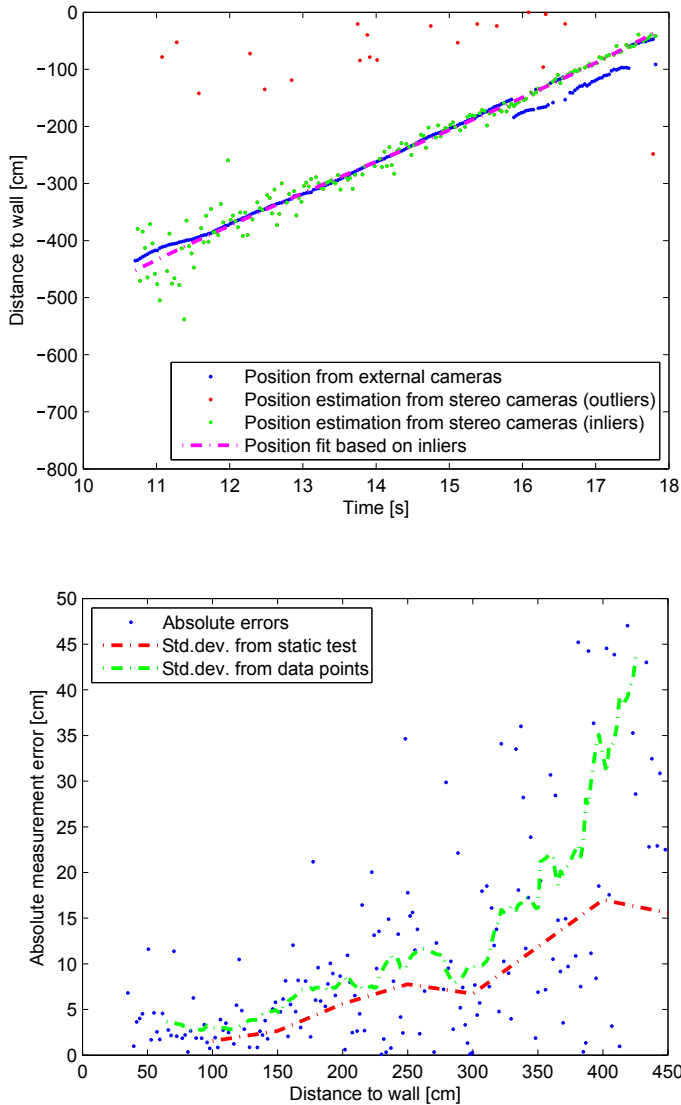 0
−100
−200
−300
−400
−500
−600
−700
−800
Distance to wall [cm]
Position from external cameras
Position estimation from stereo cameras (outliers)
Position estimation from stereo cameras (inliers)
Position fit based on inliers
10 11 12 13 14 15 16 17 18
Time [s]
50
45
40
35
30
25
20
15
10
5
0
Absolute measurement error [cm]
Absolute errors
Std.dev. from static test
Std.dev. from data points
0 50 100 150 200 250 300 350 400 450
Distance to wall [cm]